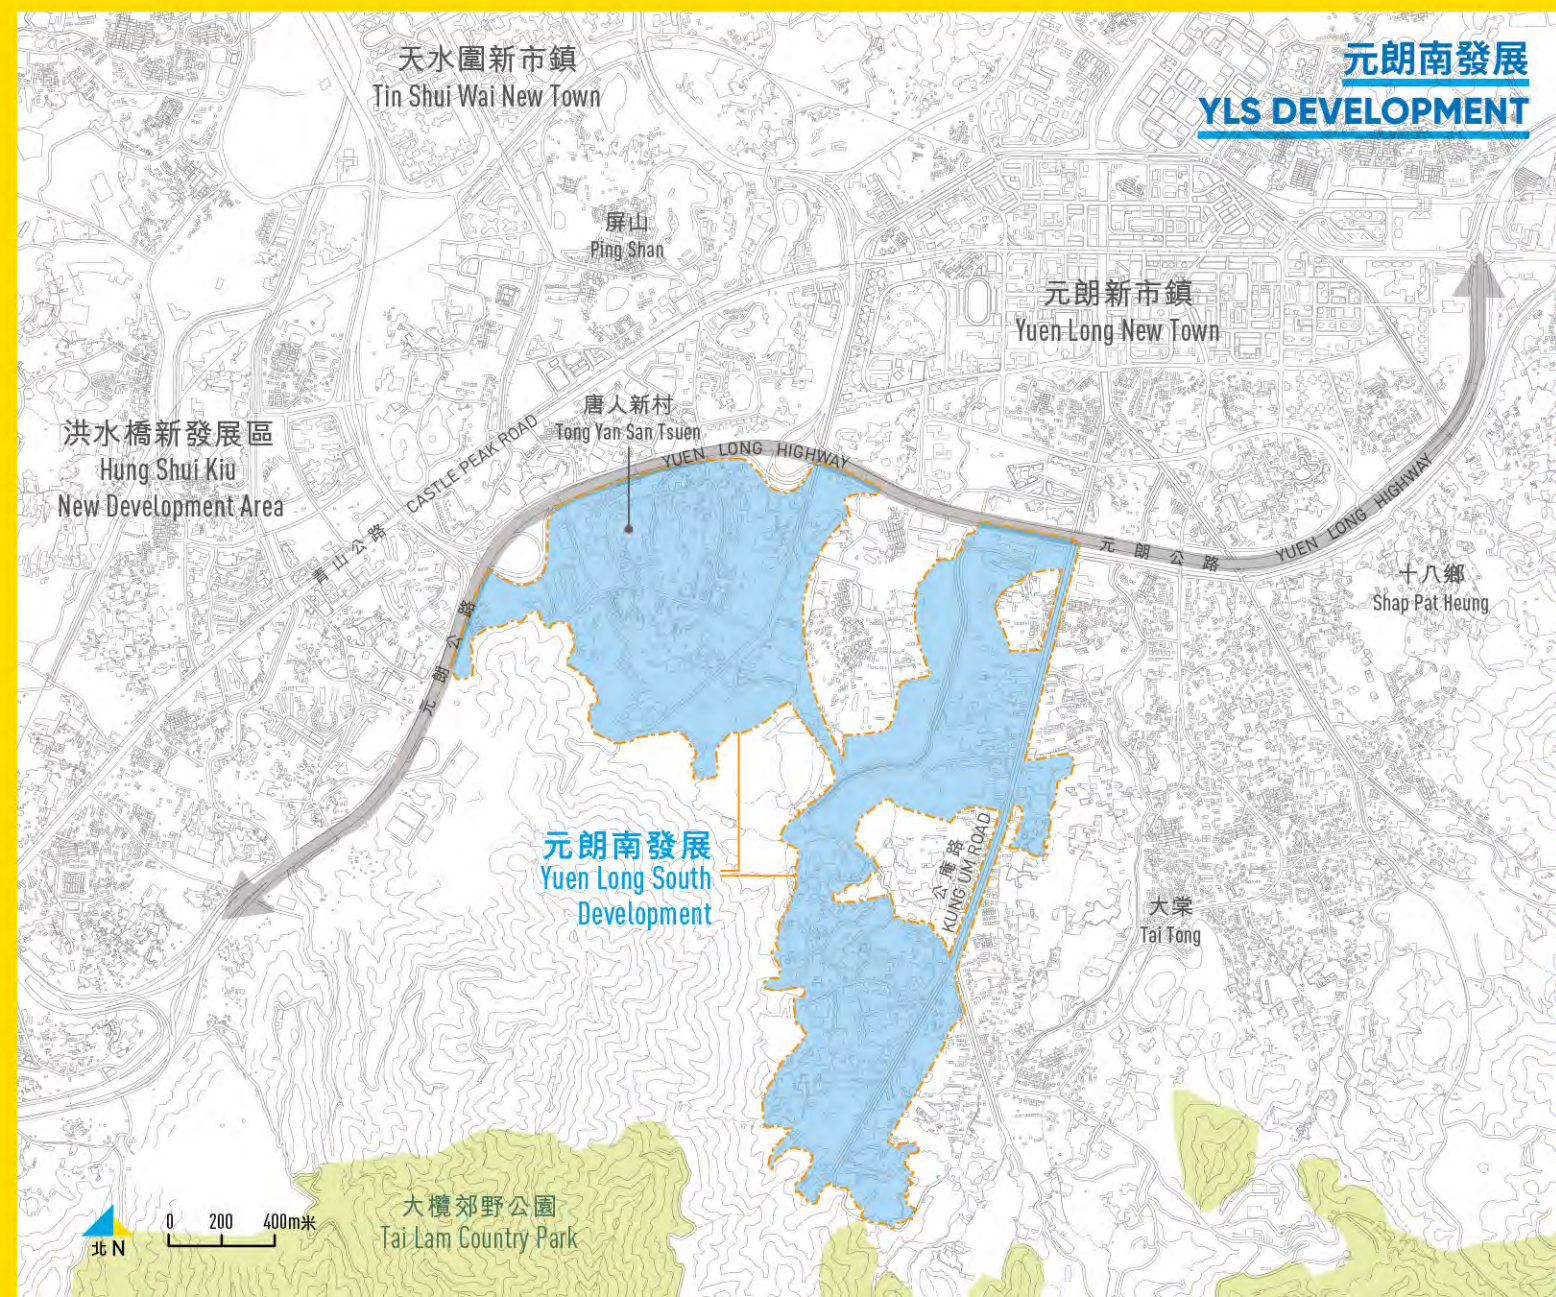 元朗南發展
YLS DEVELOPMENT
天水圍新市鎮
Tin Shui Wai New Town
屏山
Ping Shan
元朗新市鎮
Yuen Long New Town
唐人新村
Tong Yan San Tsuen
洪水橋新發展區
Hung Shui Kiu
New Development Area
青山公路 CASTLE PEAK ROAD
YUEN LONG HIGHWAY
元朗公路
YUEN LONG HIGHWAY
元朗公路
十八鄉
Shap Pat Heung
元朗南發展
Yuen Long South
Development
公庵路
KUNG UM ROAD
大棠
Tai Tong
大欖郊野公園
Tai Lam Country Park
北 N
0 200 400m米